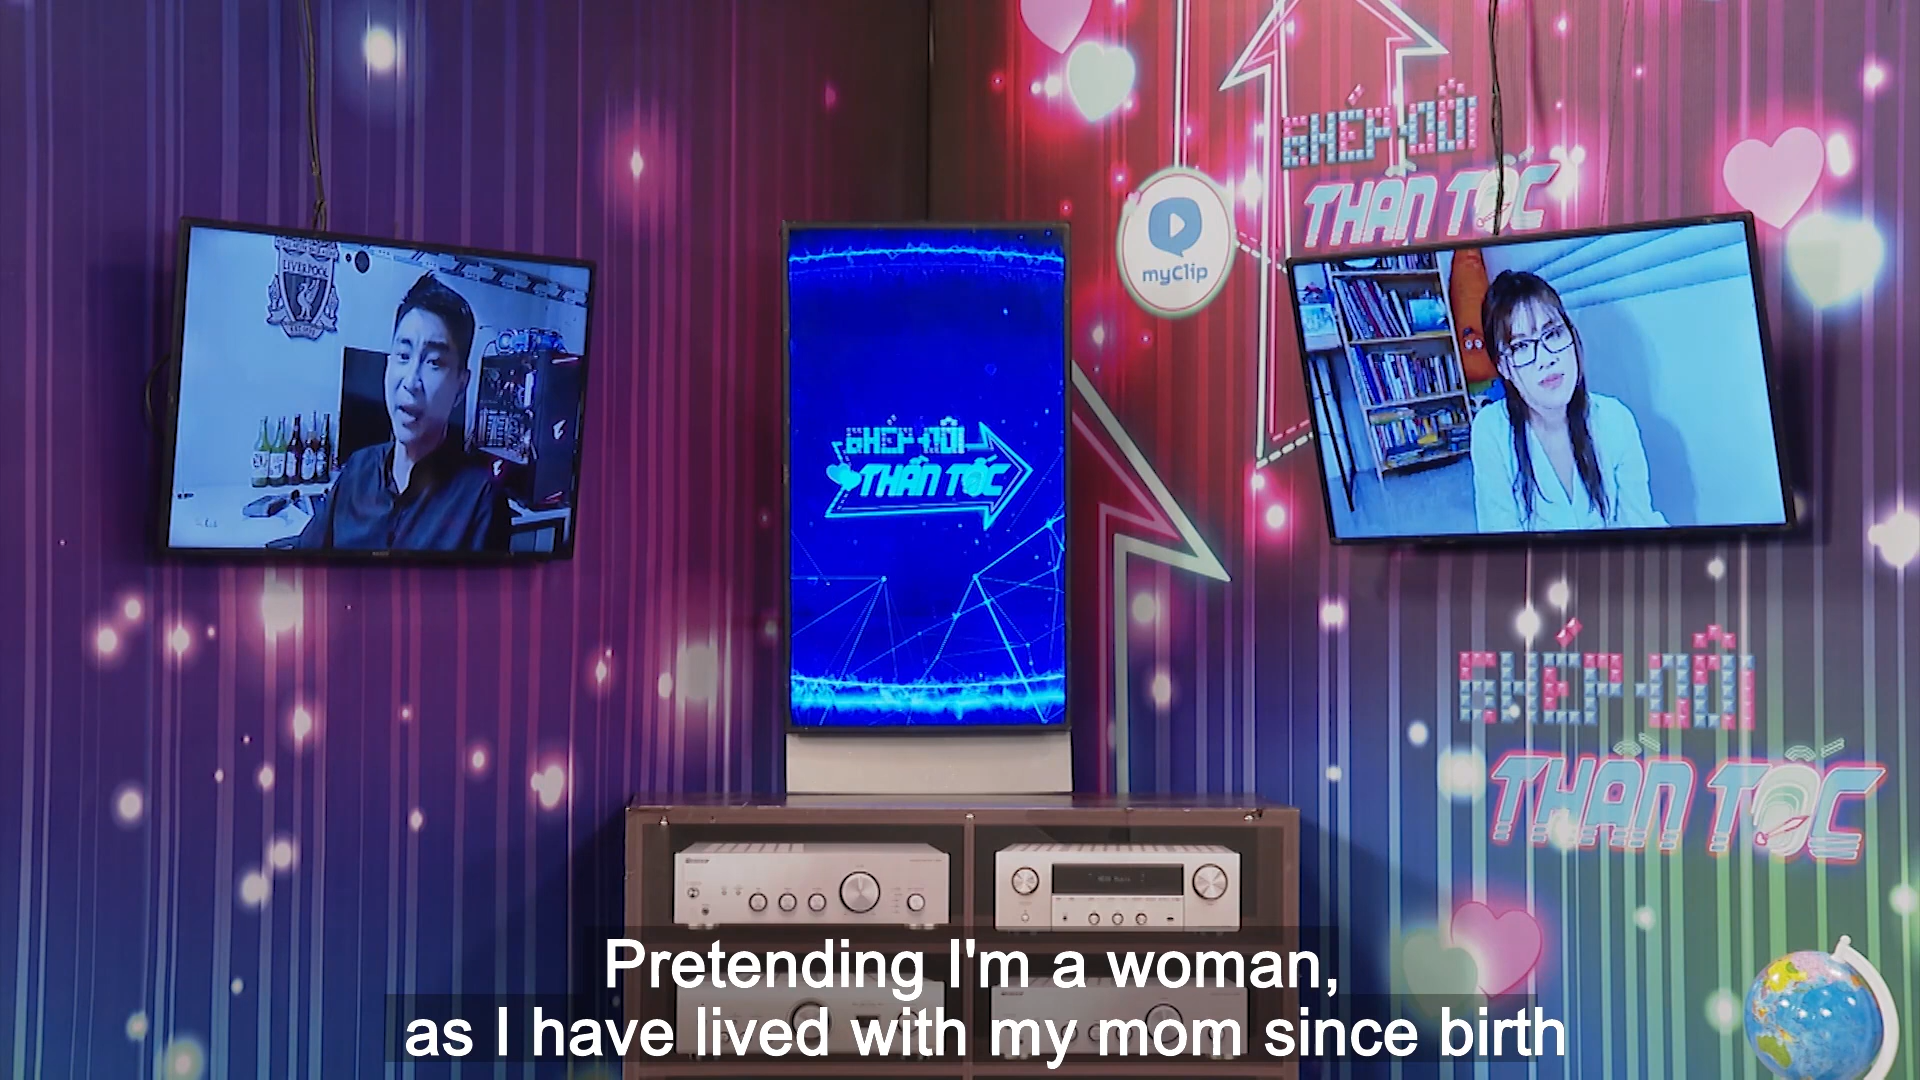 GHÉP ĐÔI
THẦN TỐC
myClip
LIVERPOOL
GHÉP ĐÔI
THẦN TỐC
GHÉP ĐÔI
THẦN TỐC
Pretending I'm a woman,
as I have lived with my mom since birth